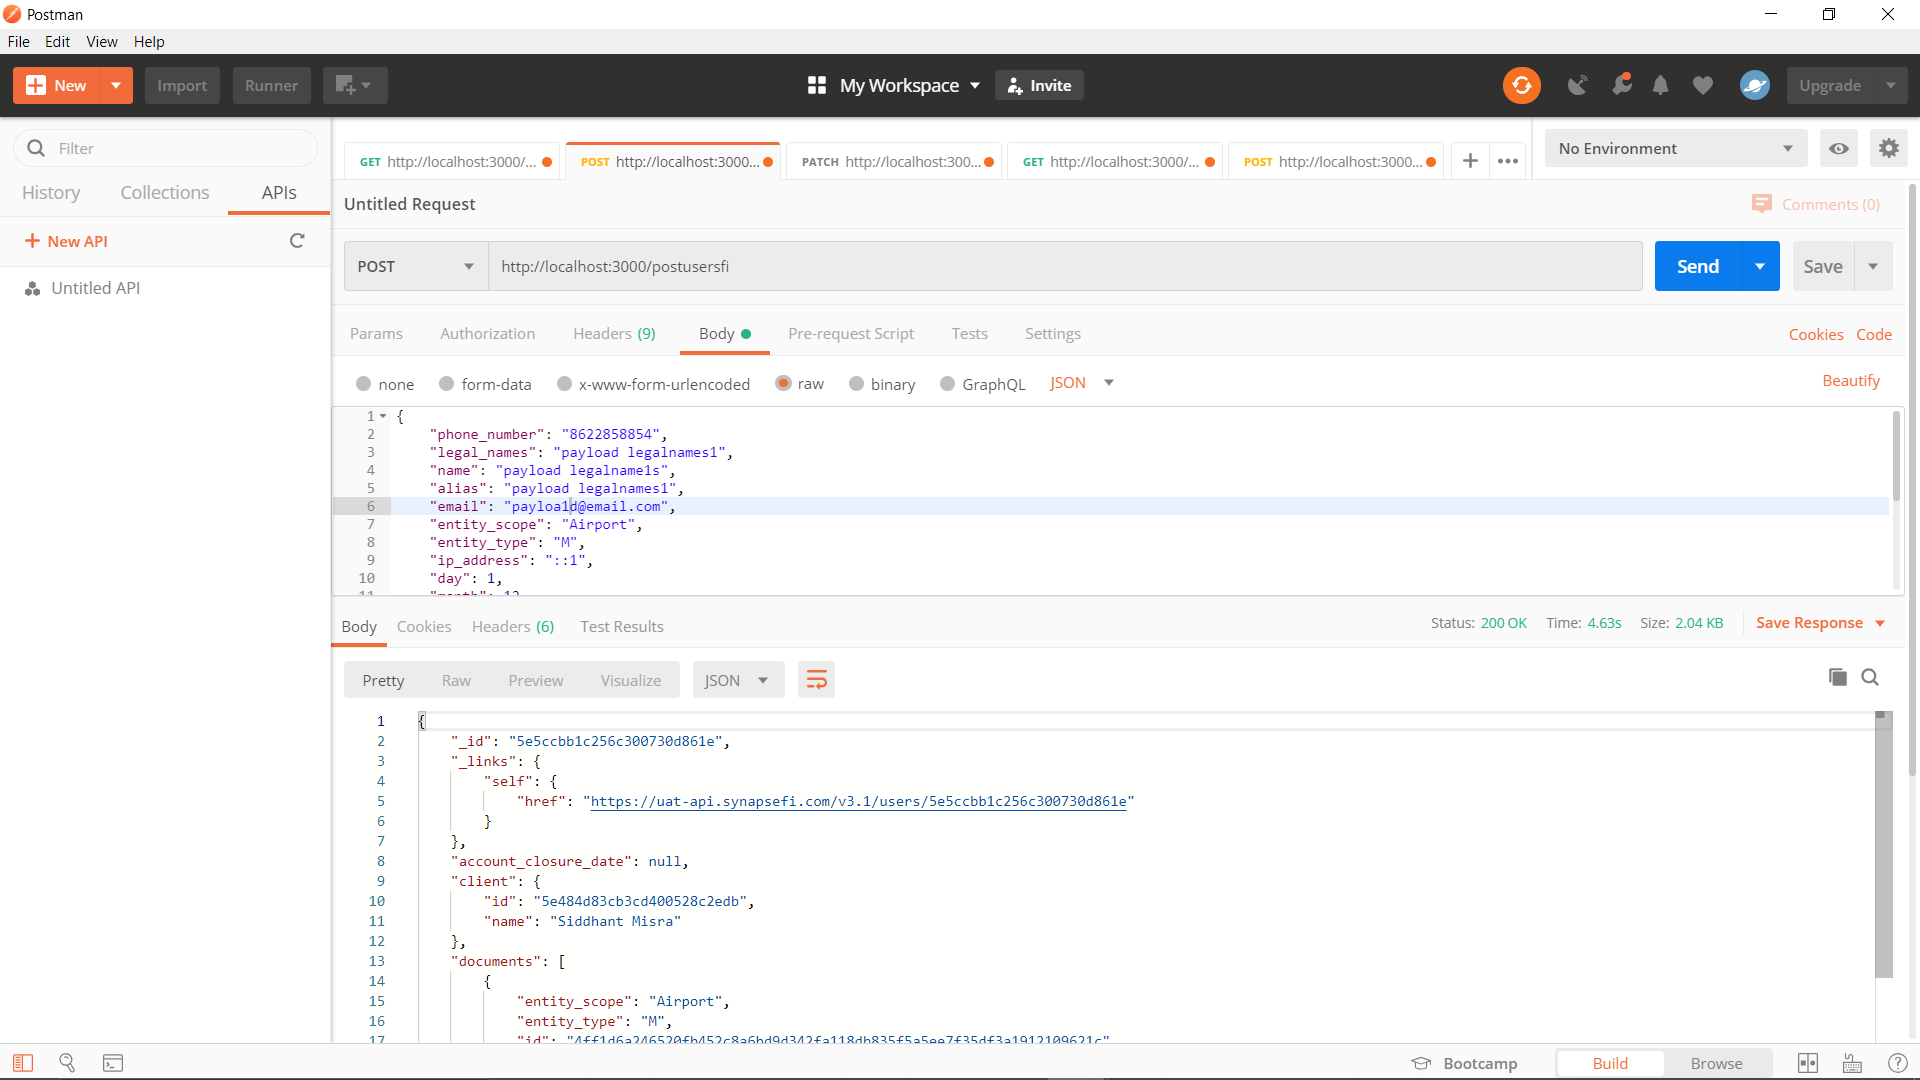 Postman
File Edit View Help
New Import Runner My Workspace Invite Upgrade
Filter
History Collections APIs
New API
Untitled API
GET http://localhost:3000/... POST http://localhost:3000... PATCH http://localhost:300... GET http://localhost:3000/... POST http://localhost:3000... No Environment
Untitled Request Comments (0)
POST http://localhost:3000/postusersfi Send Save
Params Authorization Headers (9) Body Pre-request Script Tests Settings Cookies Code
none form-data x-www-form-urlencoded raw binary GraphQL JSON Beautify
1 {
2 "phone_number": "8622858854",
3 "legal_names": "payload legalnames1",
4 "name": "payload legalname1s",
5 "alias": "payload legalnames1",
6 "email": "payloa1d@email.com",
7 "entity_scope": "Airport",
8 "entity_type": "M",
9 "ip_address": "::1",
10 "day": 1,
11 "month": 12
Body Cookies Headers (6) Test Results Status: 200 OK Time: 4.63s Size: 2.04 KB Save Response
Pretty Raw Preview Visualize JSON
1 {
2 "_id": "5e5ccbb1c256c300730d861e",
3 "_links": {
4 "self": {
5 "href": "https://uat-api.synapsefi.com/v3.1/users/5e5ccbb1c256c300730d861e"
6 }
7 },
8 "account_closure_date": null,
9 "client": {
10 "id": "5e484d83cb3cd400528c2edb",
11 "name": "Siddhant Misra"
12 },
13 "documents": [
14 {
15 "entity_scope": "Airport",
16 "entity_type": "M",
17 "id":
Bootcamp Build Browse